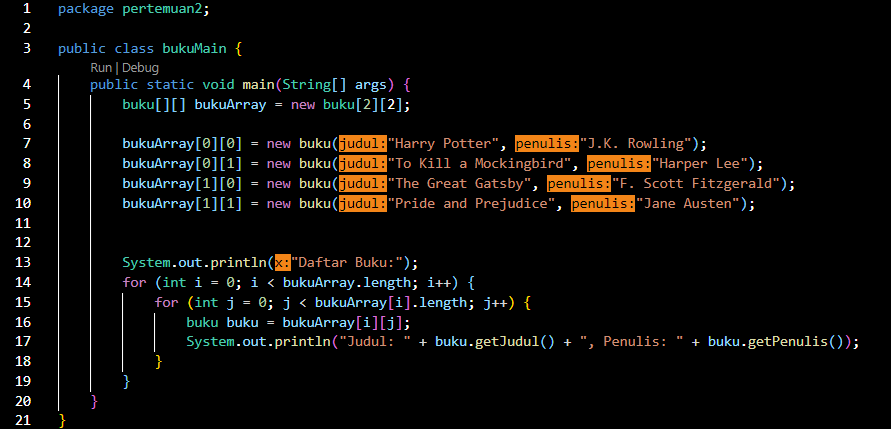 1 package pertemuan2;
2
3 public class bukuMain {
Run | Debug
4     public static void main(String[] args) {
5         buku[][] bukuArray = new buku[2][2];
6
7         bukuArray[0][0] = new buku(judul:"Harry Potter", penulis:"J.K. Rowling");
8         bukuArray[0][1] = new buku(judul:"To Kill a Mockingbird", penulis:"Harper Lee");
9         bukuArray[1][0] = new buku(judul:"The Great Gatsby", penulis:"F. Scott Fitzgerald");
10         bukuArray[1][1] = new buku(judul:"Pride and Prejudice", penulis:"Jane Austen");
11
12
13         System.out.println(x:"Daftar Buku:");
14         for (int i = 0; i < bukuArray.length; i++) {
15             for (int j = 0; j < bukuArray[i].length; j++) {
16                 buku buku = bukuArray[i][j];
17                 System.out.println("Judul: " + buku.getJudul() + ", Penulis: " + buku.getPenulis());
18             }
19         }
20     }
21 }